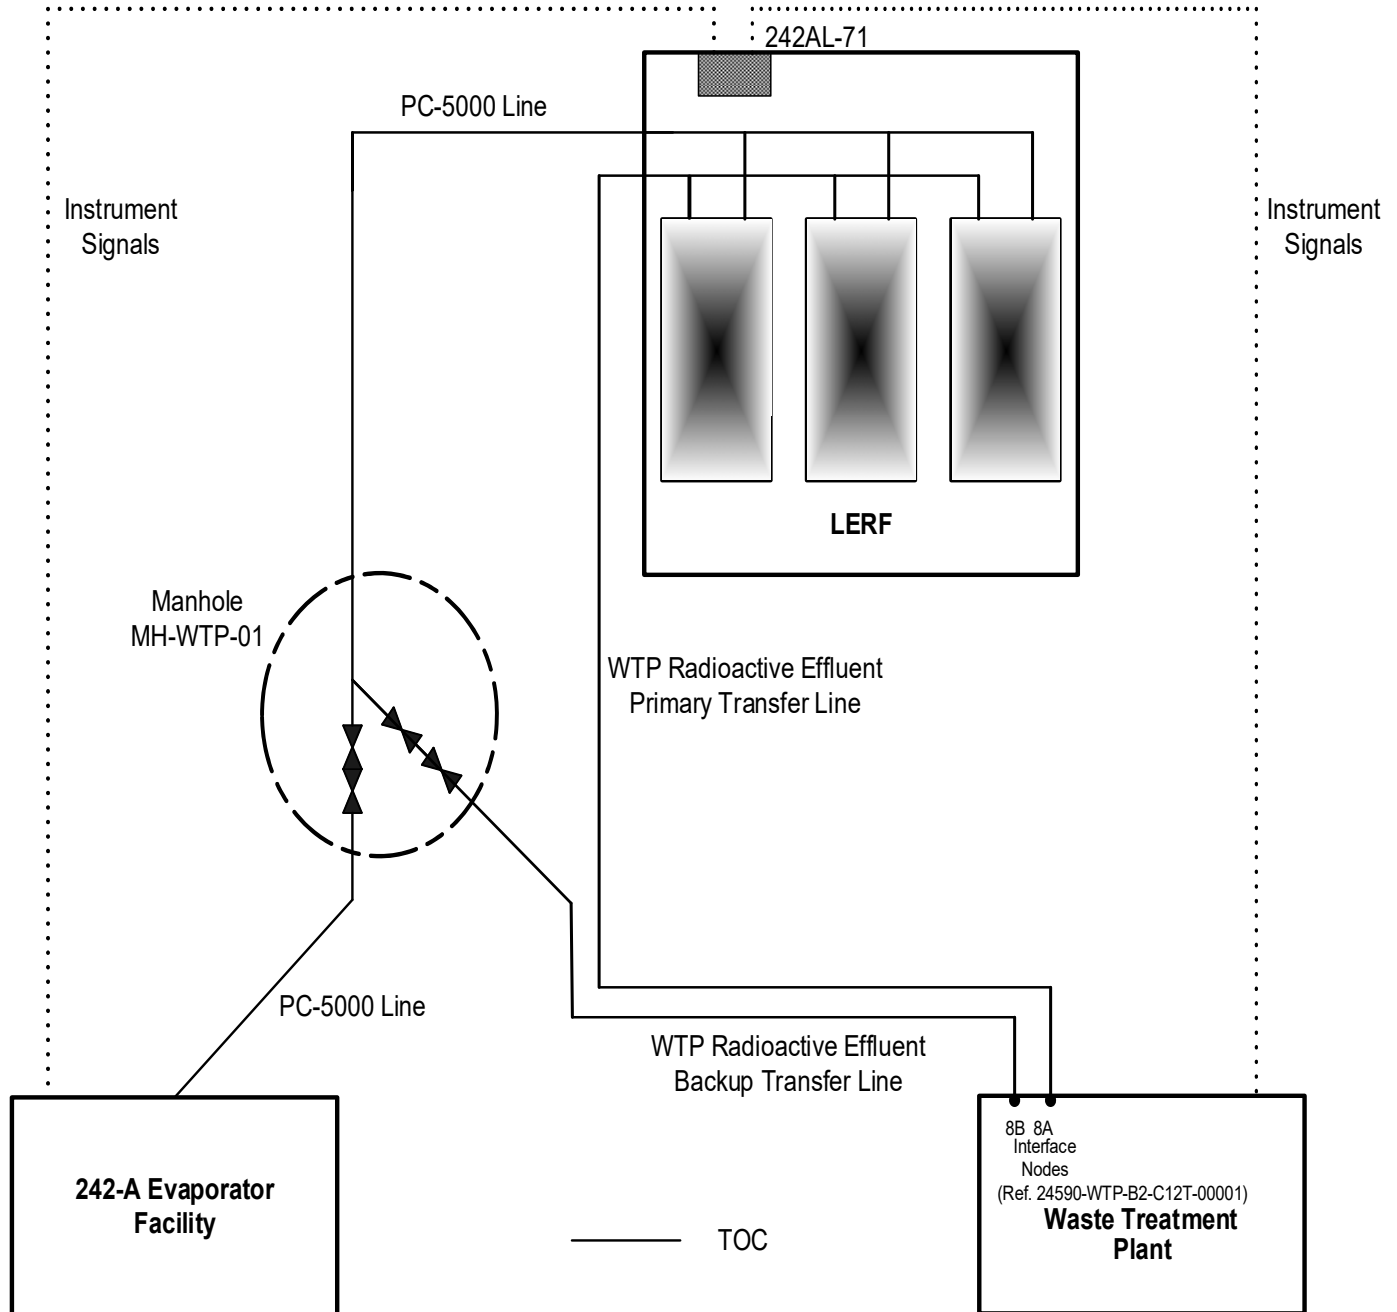 242AL-71
PC-5000 Line
Instrument
Signals
Instrument
Signals
LERF
Manhole
MH-WTP-01
WTP Radioactive Effluent
Primary Transfer Line
PC-5000 Line
WTP Radioactive Effluent
Backup Transfer Line
8B 8A
Interface
Nodes
(Ref. 24590-WTP-B2-C12T-00001)
Waste Treatment
Plant
242-A Evaporator
Facility
TOC